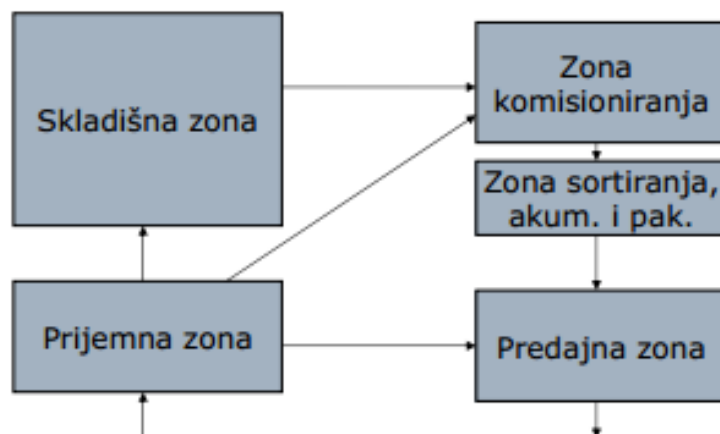 Skladišna zona
Zona
komisioniranja
Zona sortiranja,
akum. i pak.
Prijemna zona
Predajna zona